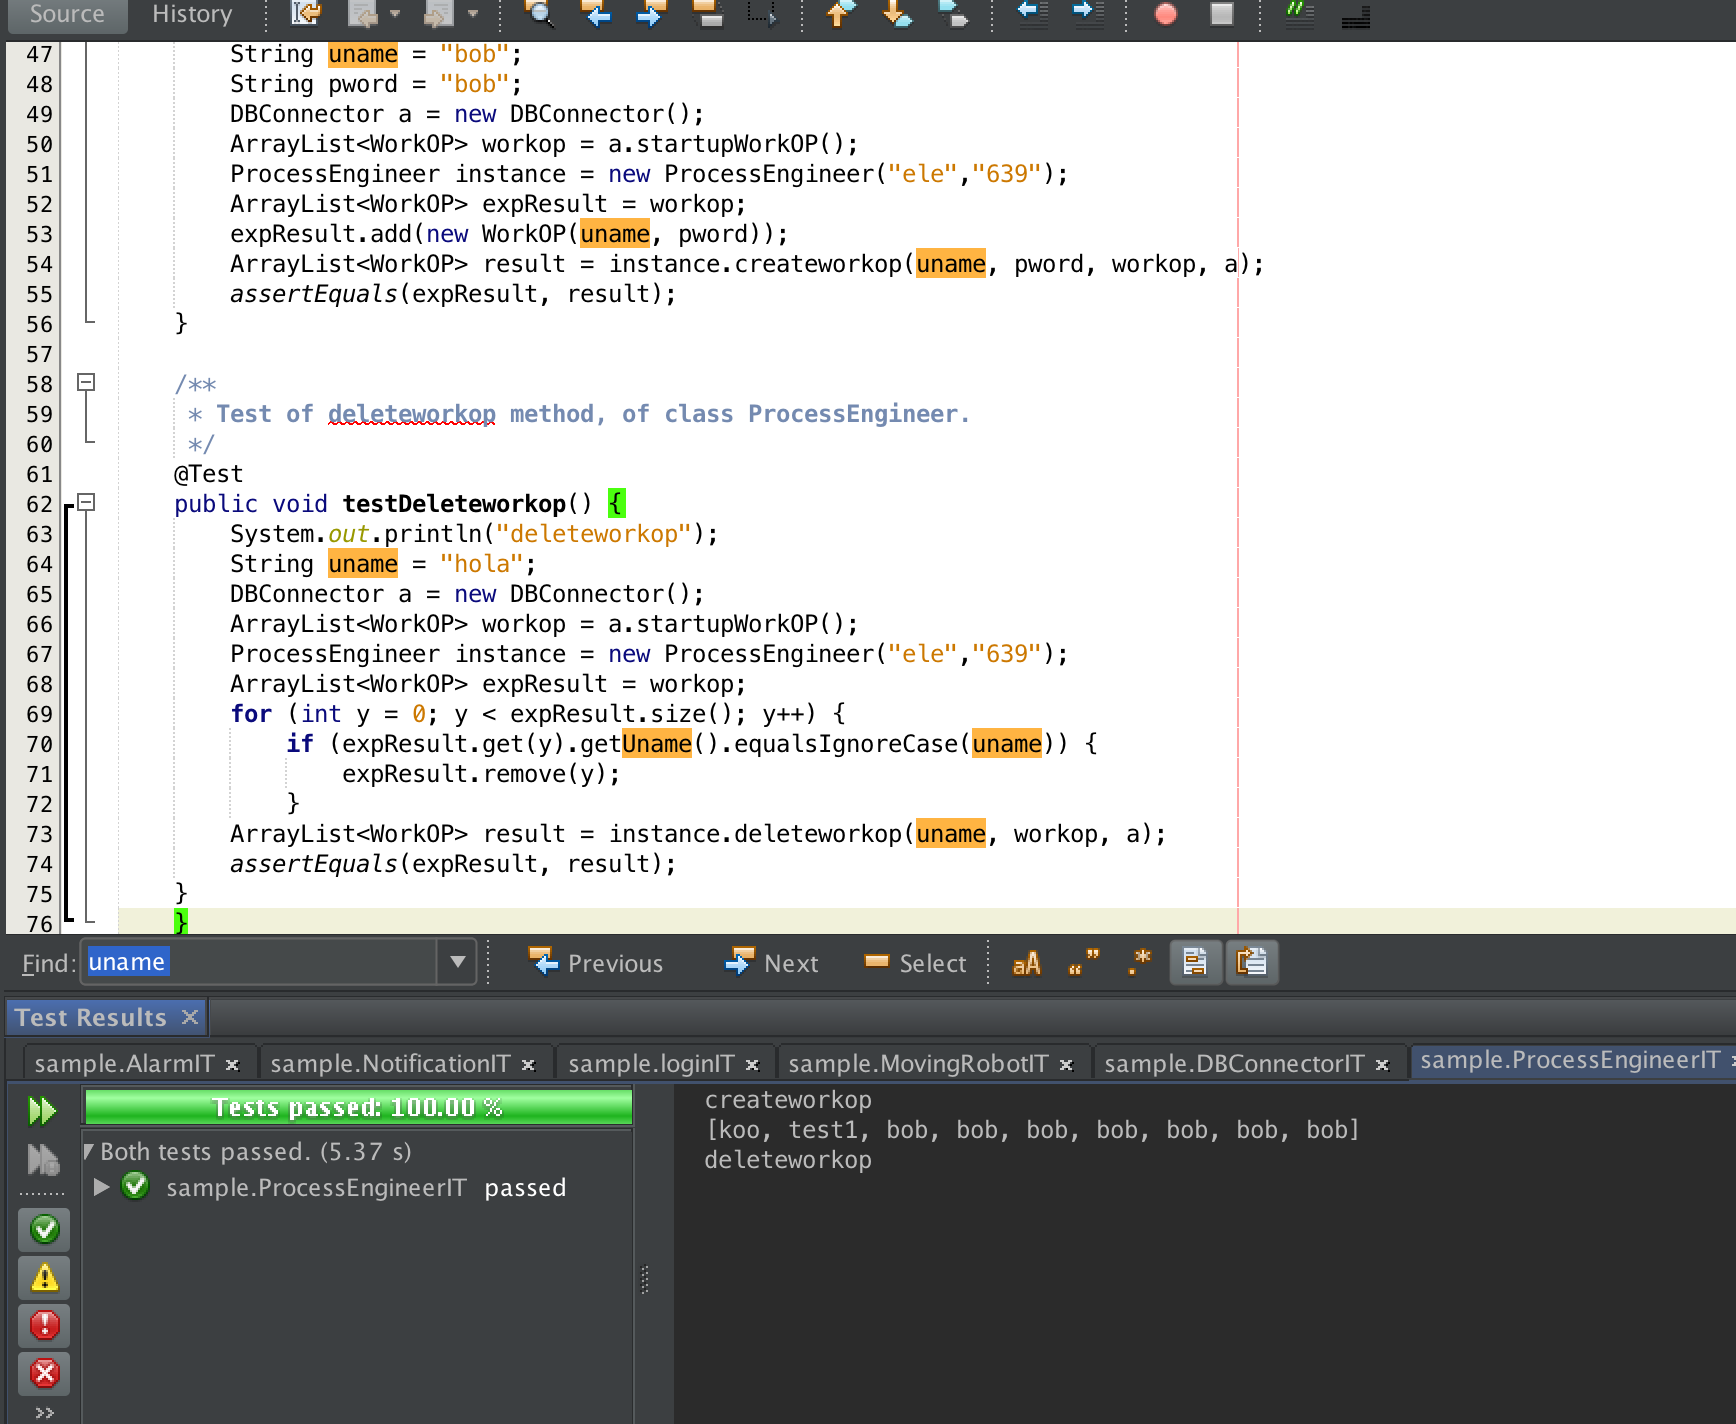 Source History
47 String uname = "bob";
48 String pword = "bob";
49 DBConnector a = new DBConnector();
50 ArrayList<WorkOP> workop = a.startupWorkOP();
51 ProcessEngineer instance = new ProcessEngineer("ele","639");
52 ArrayList<WorkOP> expResult = workop;
53 expResult.add(new WorkOP(uname, pword));
54 ArrayList<WorkOP> result = instance.createworkop(uname, pword, workop, a);
55 assertEquals(expResult, result);
56 }
57
58 /**
59 * Test of deleteworkop method, of class ProcessEngineer.
60 */
61 @Test
62 public void testDeleteworkop() {
63 System.out.println("deleteworkop");
64 String uname = "hola";
65 DBConnector a = new DBConnector();
66 ArrayList<WorkOP> workop = a.startupWorkOP();
67 ProcessEngineer instance = new ProcessEngineer("ele","639");
68 ArrayList<WorkOP> expResult = workop;
69 for (int y = 0; y < expResult.size(); y++) {
70 if (expResult.get(y).getUname().equalsIgnoreCase(uname)) {
71 expResult.remove(y);
72 }
73 ArrayList<WorkOP> result = instance.deleteworkop(uname, workop, a);
74 assertEquals(expResult, result);
75 }
76 }
Find: uname Previous Next Select aA
Test Results
sample.AlarmIT sample.NotificationIT sample.loginIT sample.MovingRobotIT sample.DBConnectorIT sample.ProcessEngineerIT
Tests passed: 100.00 %
Both tests passed. (5.37 s)
sample.ProcessEngineerIT passed
createworkop
[koo, test1, bob, bob, bob, bob, bob, bob, bob]
deleteworkop